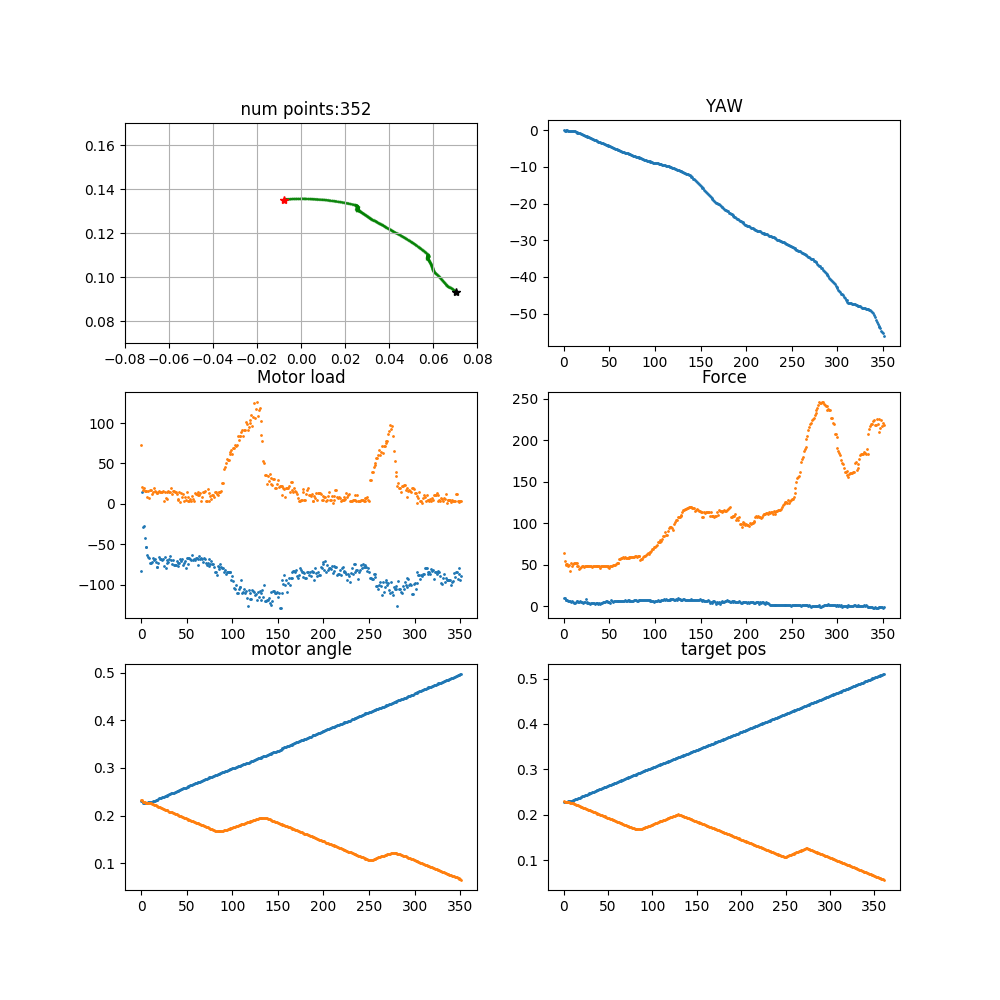 num points:352
YAW
0.16
0.14
0.12
0.10
0.08
−0.08 −0.06 −0.04 −0.02 0.00 0.02 0.04 0.06 0.08
0
−10
−20
−30
−40
−50
0 50 100 150 200 250 300 350
Motor load
Force
100
50
0
−50
−100
0 50 100 150 200 250 300 350
250
200
150
100
50
0
0 50 100 150 200 250 300 350
motor angle
target pos
0.5
0.4
0.3
0.2
0.1
0 50 100 150 200 250 300 350
0.5
0.4
0.3
0.2
0.1
0 50 100 150 200 250 300 350